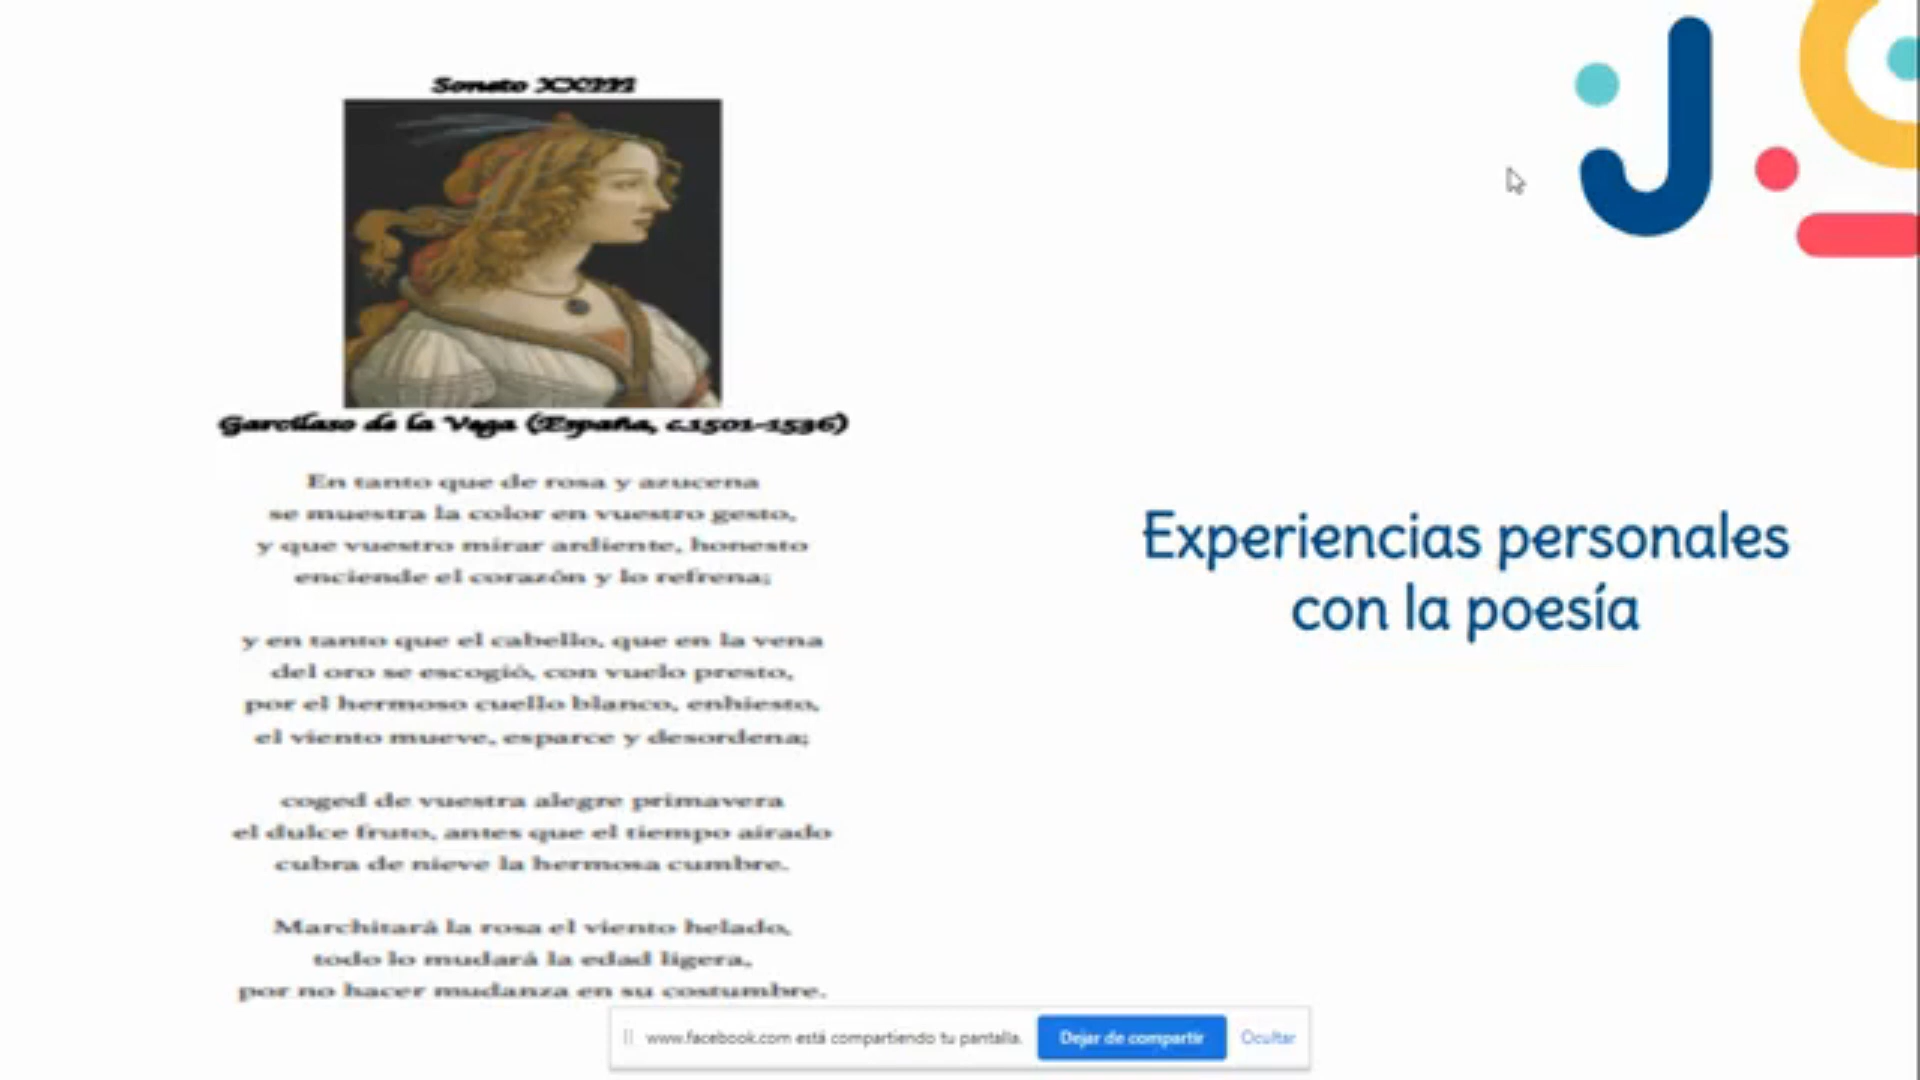 Soneto XXIII
Garcilaso de la Vega (España, c.1501-1536)
En tanto que de rosa y azucena
se muestra la color en vuestro gesto,
y que vuestro mirar ardiente, honesto
enciende el corazón y lo refrena;
y en tanto que el cabello, que en la vena
del oro se escogió, con vuelo presto,
por el hermoso cuello blanco, enhiesto,
el viento mueve, esparce y desordena;
coged de vuestra alegre primavera
el dulce fruto, antes que el tiempo airado
cubra de nieve la hermosa cumbre.
Marchitará la rosa el viento helado,
todo lo mudará la edad ligera,
por no hacer mudanza en su costumbre.
Experiencias personales
con la poesía
www.facebook.com está compartiendo tu pantalla. Dejar de compartir Ocultar